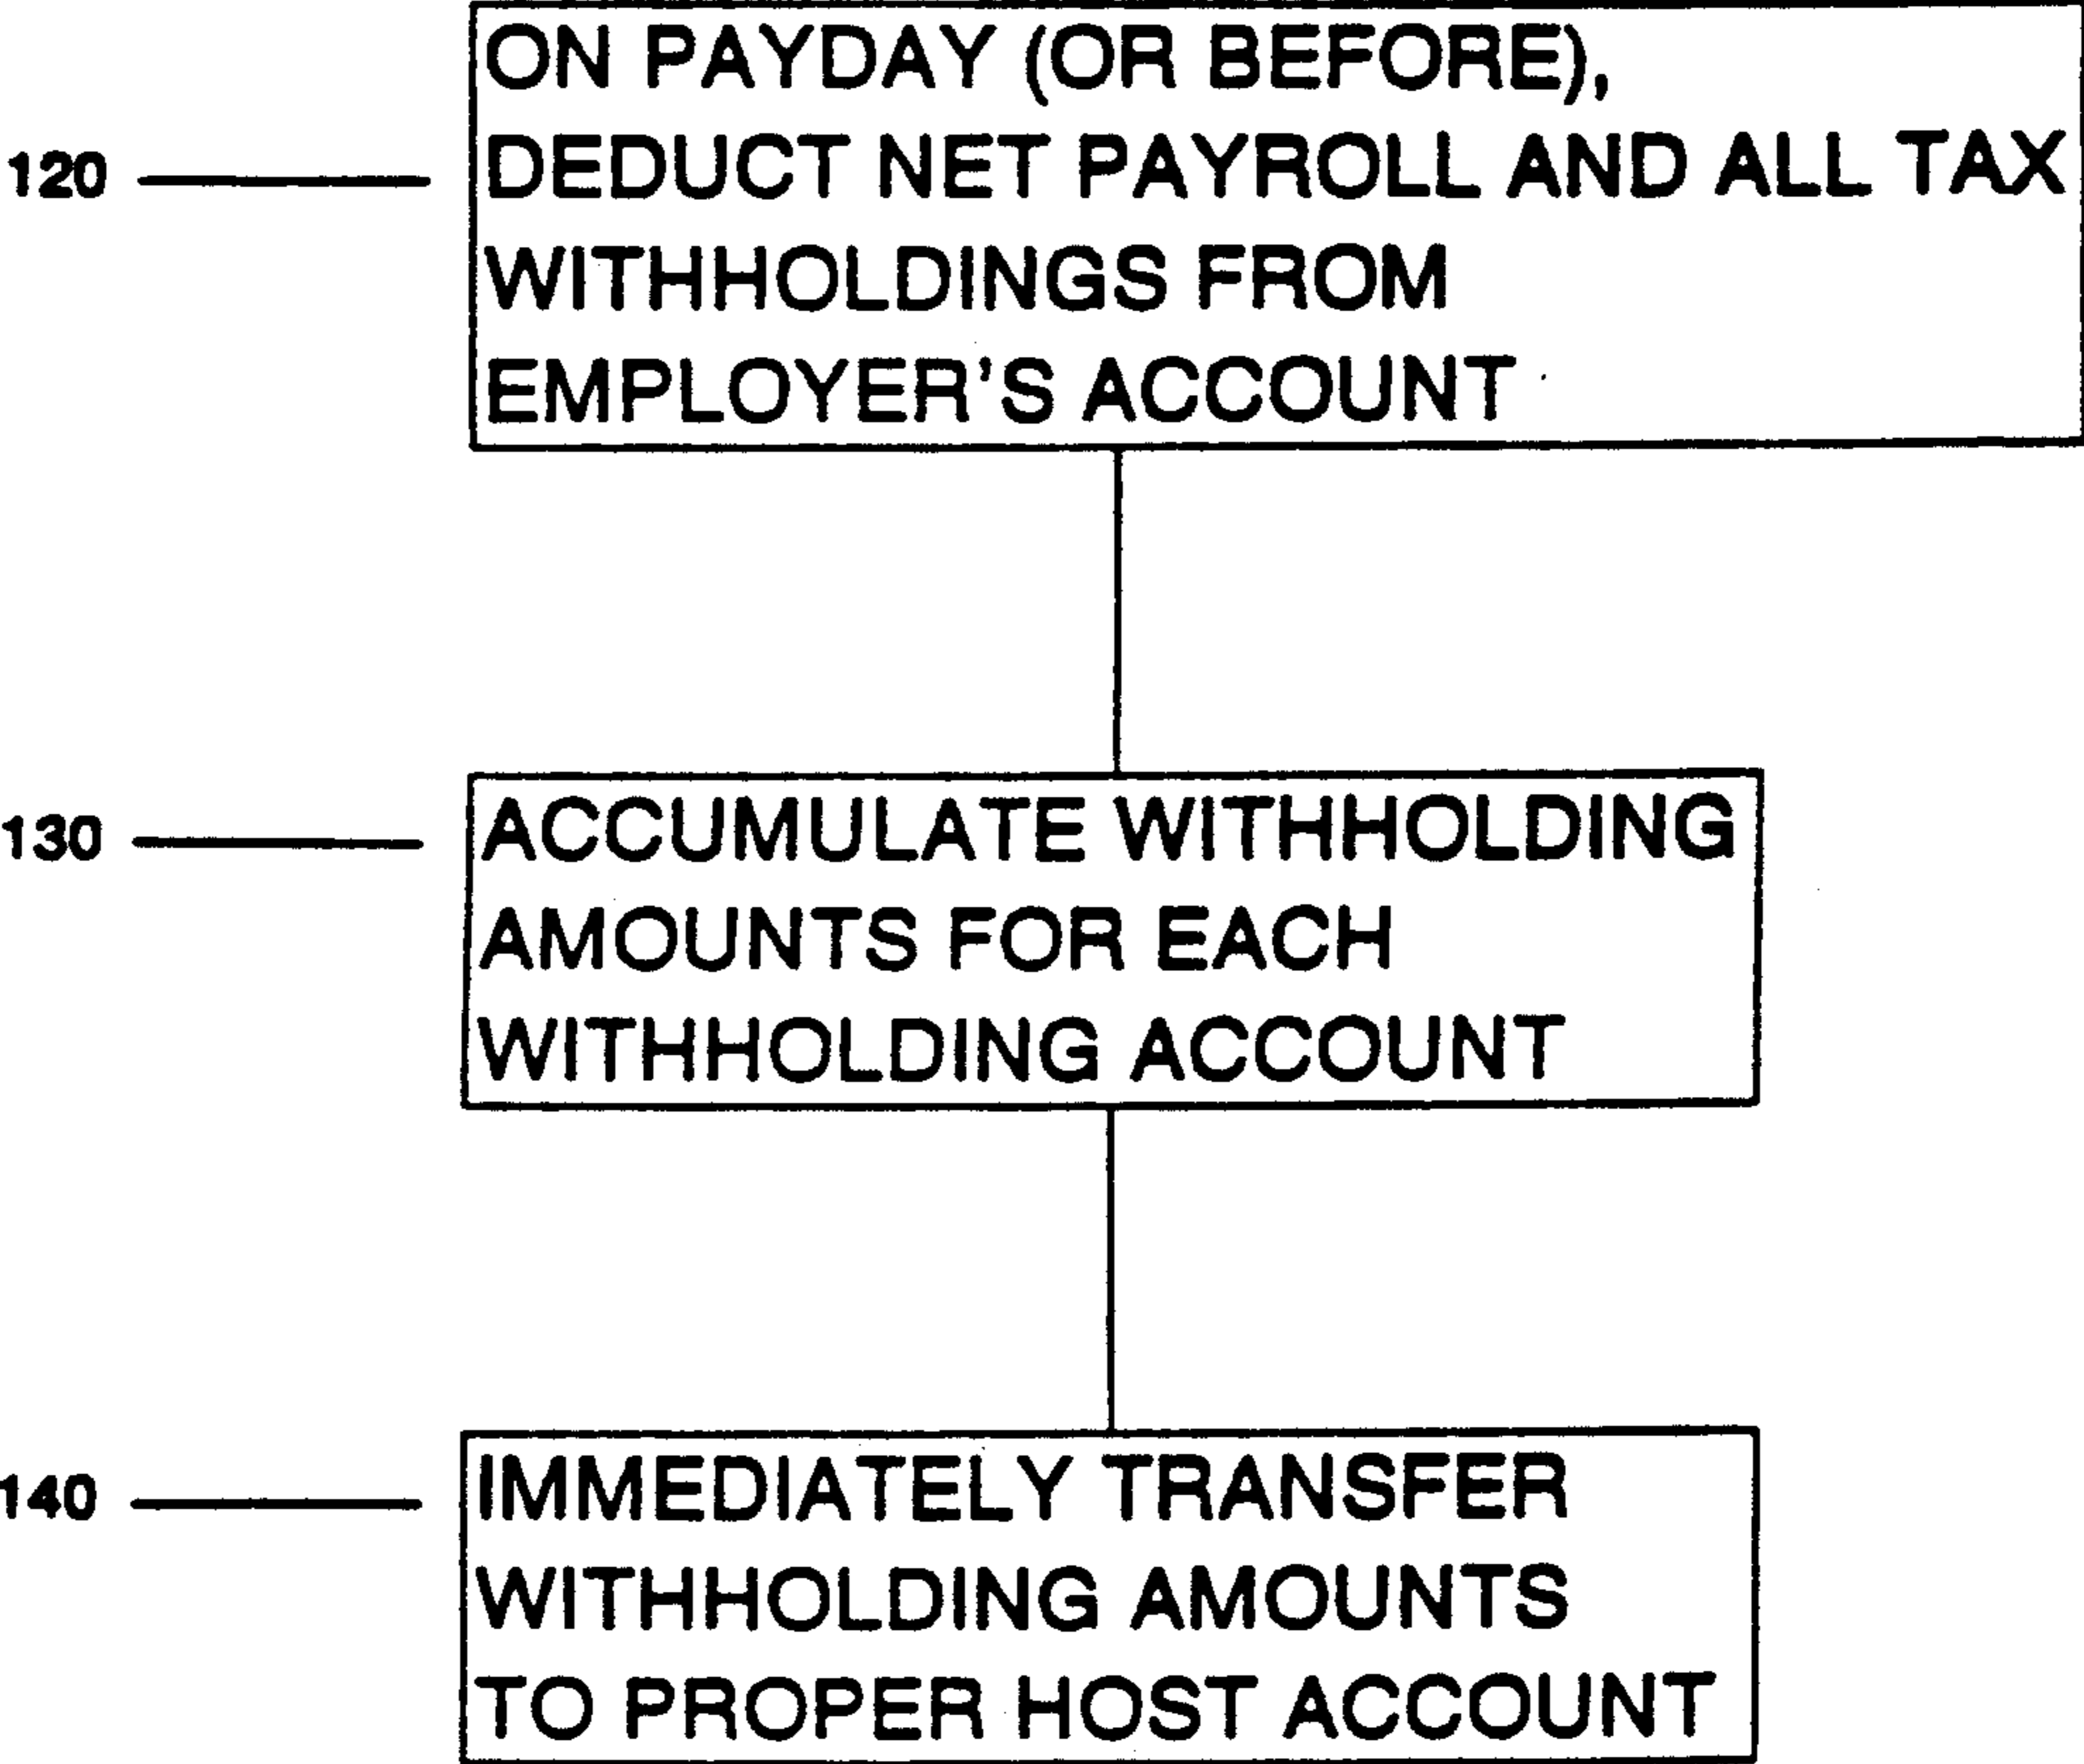 ON PAYDAY (OR BEFORE),
120 DEDUCT NET PAYROLL AND ALL TAX
WITHHOLDINGS FROM
EMPLOYER'S ACCOUNT
130 ACCUMULATE WITHHOLDING
AMOUNTS FOR EACH
WITHHOLDING ACCOUNT
140 IMMEDIATELY TRANSFER
WITHHOLDING AMOUNTS
TO PROPER HOST ACCOUNT